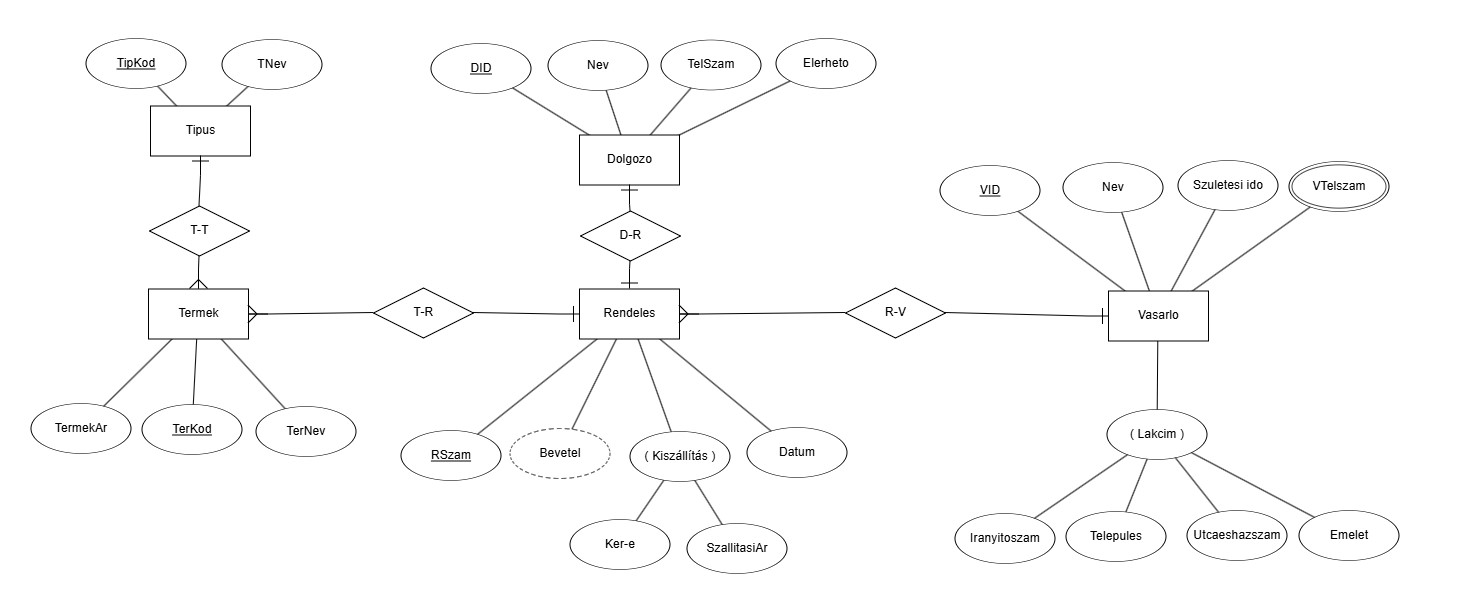 TipKod
TNev
Tipus
T-T
Termek
TermekAr
TerKod
TerNev
T-R
DID
Nev
TelSzam
Elerheto
Dolgozo
D-R
Rendeles
RSzam
Bevetel
( Kiszállítás )
Datum
Ker-e
SzallitasiAr
R-V
VID
Nev
Szuletesi ido
VTelszam
Vasarlo
( Lakcim )
Iranyitoszam
Telepules
Utcaeshazszam
Emelet